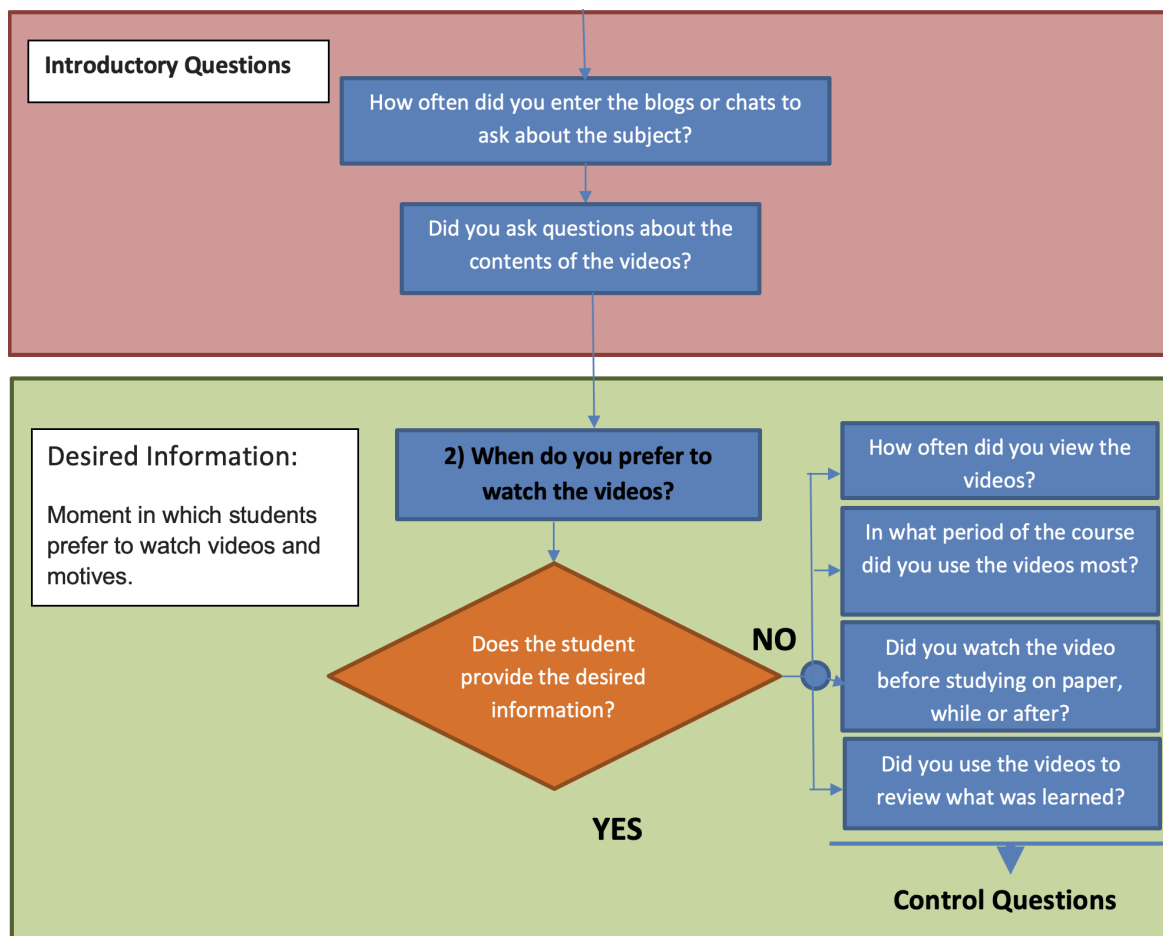 Introductory Questions
How often did you enter the blogs or chats to
ask about the subject?
Did you ask questions about the
contents of the videos?
Desired Information:
Moment in which students
prefer to watch videos and
motives.
2) When do you prefer to
watch the videos?
Does the student
provide the desired
information?
NO
YES
How often did you view the
videos?
In what period of the course
did you use the videos most?
Did you watch the video
before studying on paper,
while or after?
Did you use the videos to
review what was learned?
Control Questions